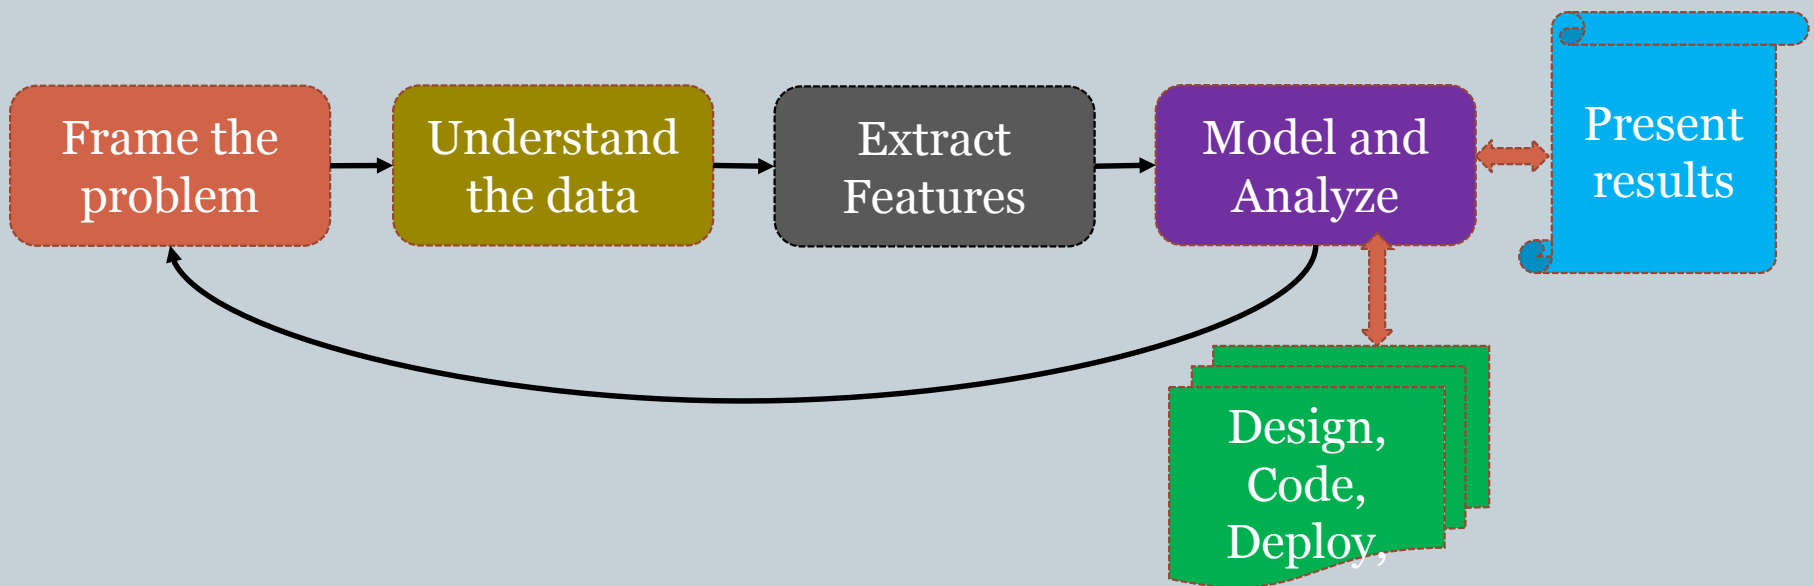 Frame the
problem
Understand
the data
Extract
Features
Model and
Analyze
Present
results
Design,
Code,
Deploy,